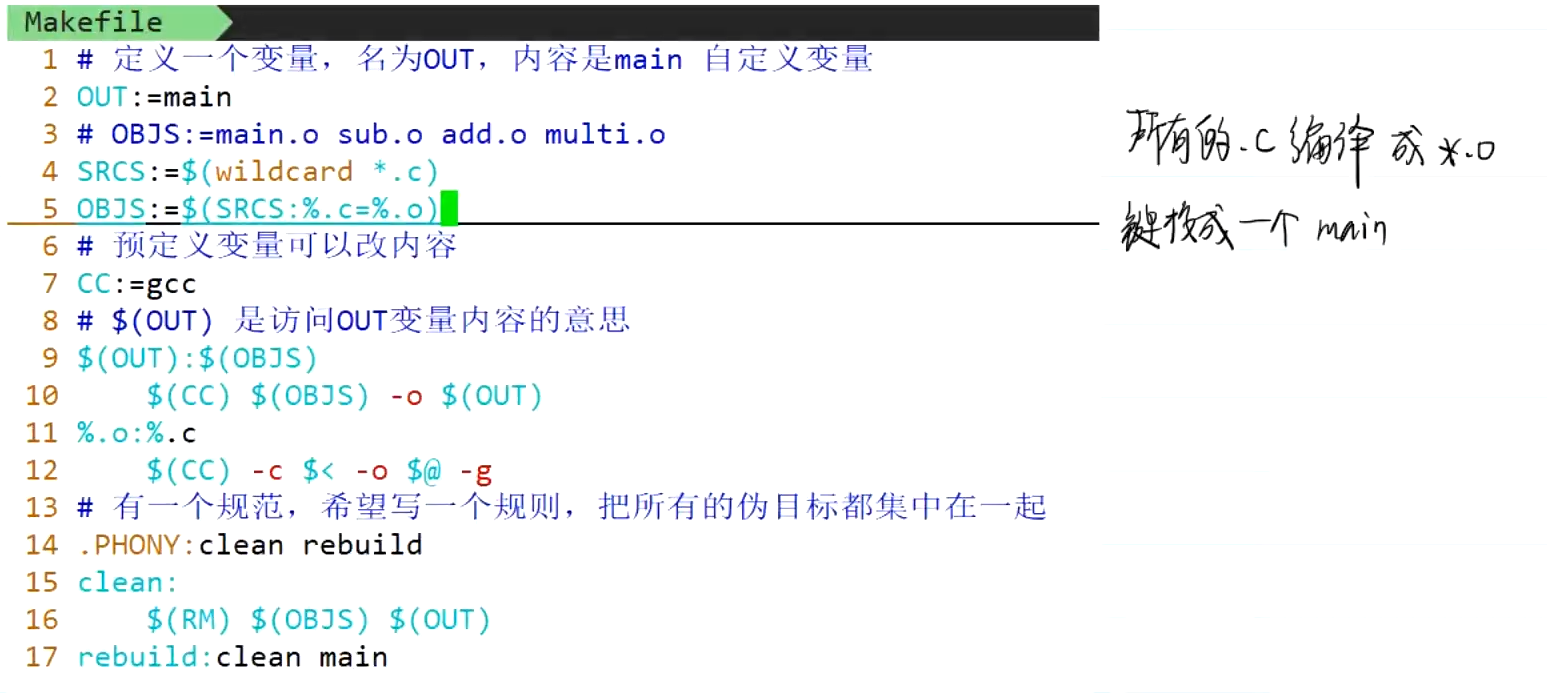 Makefile
1 # 定义一个变量，名为OUT，内容是main 自定义变量
2 OUT:=main
3 # OBJS:=main.o sub.o add.o multi.o
4 SRCS:=$(wildcard *.c)
5 OBJS:=$(SRCS:%.c=%.o)
6 # 预定义变量可以改内容
7 CC:=gcc
8 # $(OUT) 是访问OUT变量内容的意思
9 $(OUT):$(OBJS)
10     $(CC) $(OBJS) -o $(OUT)
11 %.o:%.c
12     $(CC) -c $< -o $@ -g
13 # 有一个规范，希望写一个规则，把所有的伪目标都集中在一起
14 .PHONY:clean rebuild
15 clean:
16     $(RM) $(OBJS) $(OUT)
17 rebuild:clean main
所有的.c 编译成 *.o
成一个 main